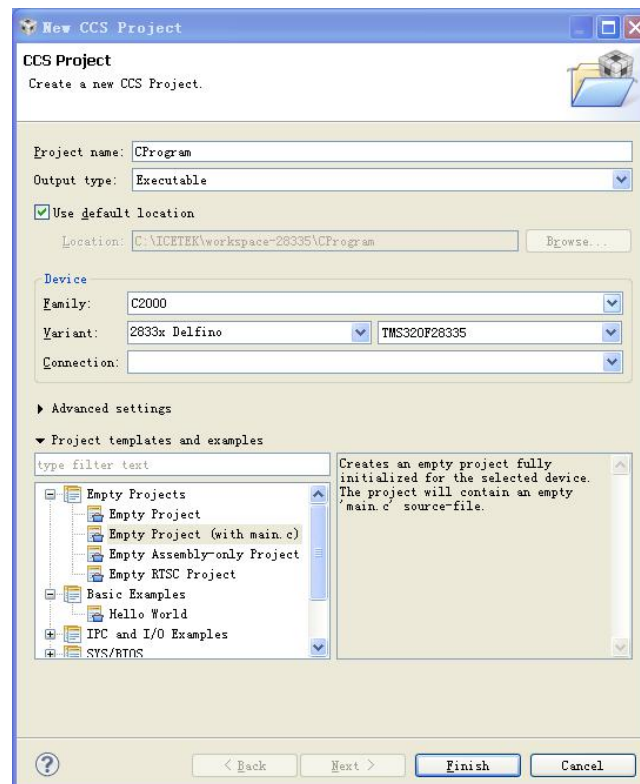 New CCS Project
CCS Project
Create a new CCS Project.
Project name: CProgram
Output type: Executable
Use default location
Location: C:\ICETEK\workspace-28335\CProgram Browse...
Device
Family: C2000
Variant: 2833x Delfino TMS320F28335
Connection:
Advanced settings
Project templates and examples
type filter text
Empty Projects
Empty Project
Empty Project (with main.c)
Empty Assembly-only Project
Empty RTSC Project
Basic Examples
Hello World
IPC and I/O Examples
SYS/BIOS
Creates an empty project fully
initialized for the selected device.
The project will contain an empty
'main.c' source-file.
? < Back Next > Finish Cancel